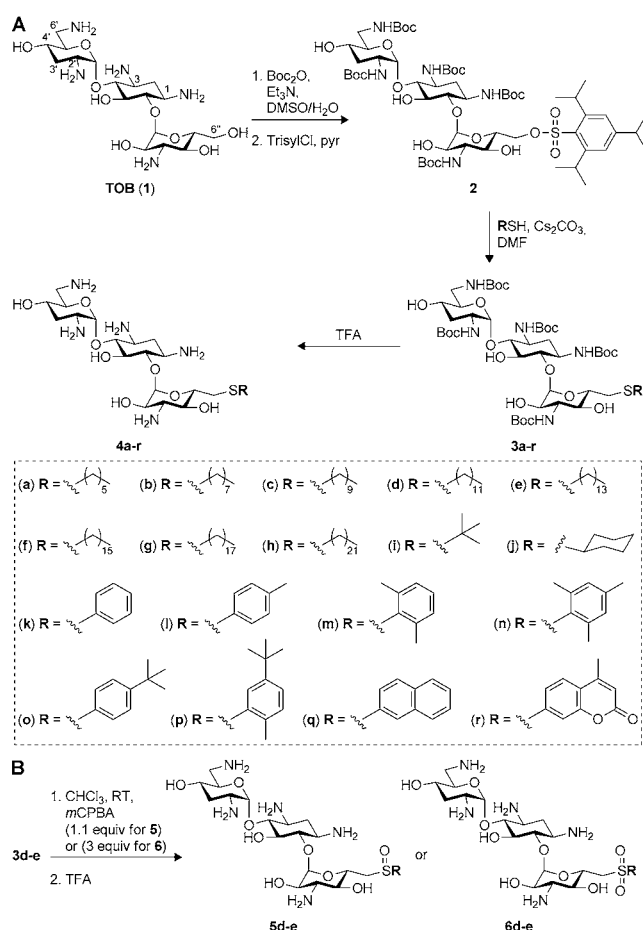 A
TOB (1)
HO 4' 6' NH2
3' 2' NH2
H2N 3 1 NH2
O HO O
HO O 6" HO
H2N OH
1. Boc2O,
Et3N,
DMSO/H2O
2. TrisylCl, pyr
NHBoc
HO O
BocHN O NHBoc
HO O NHBoc
HO O O S O O
BocHN OH
2
RSH, Cs2CO3,
DMF
NH2
HO O
NH2 H2N
O HO NH2
O SR
HO O
H2N OH
4a-r
TFA
NHBoc
HO O
BocHN O NHBoc
HO NHBoc
O SR
HO O
BocHN OH
3a-r
(a) R = 5 (b) R = 7 (c) R = 9 (d) R = 11 (e) R = 13
(f) R = 15 (g) R = 17 (h) R = 21 (i) R = (j) R =
(k) R = (l) R = (m) R = (n) R =
(o) R = (p) R = (q) R = (r) R = O O
B
3d-e
1. CHCl3, RT,
mCPBA
(1.1 equiv for 5)
or (3 equiv for 6)
2. TFA
NH2
HO O
NH2 H2N
O HO NH2
O O S R
HO O
H2N OH
5d-e
or
NH2
HO O
NH2 H2N
O HO NH2
O O S R
HO O O
H2N OH
6d-e